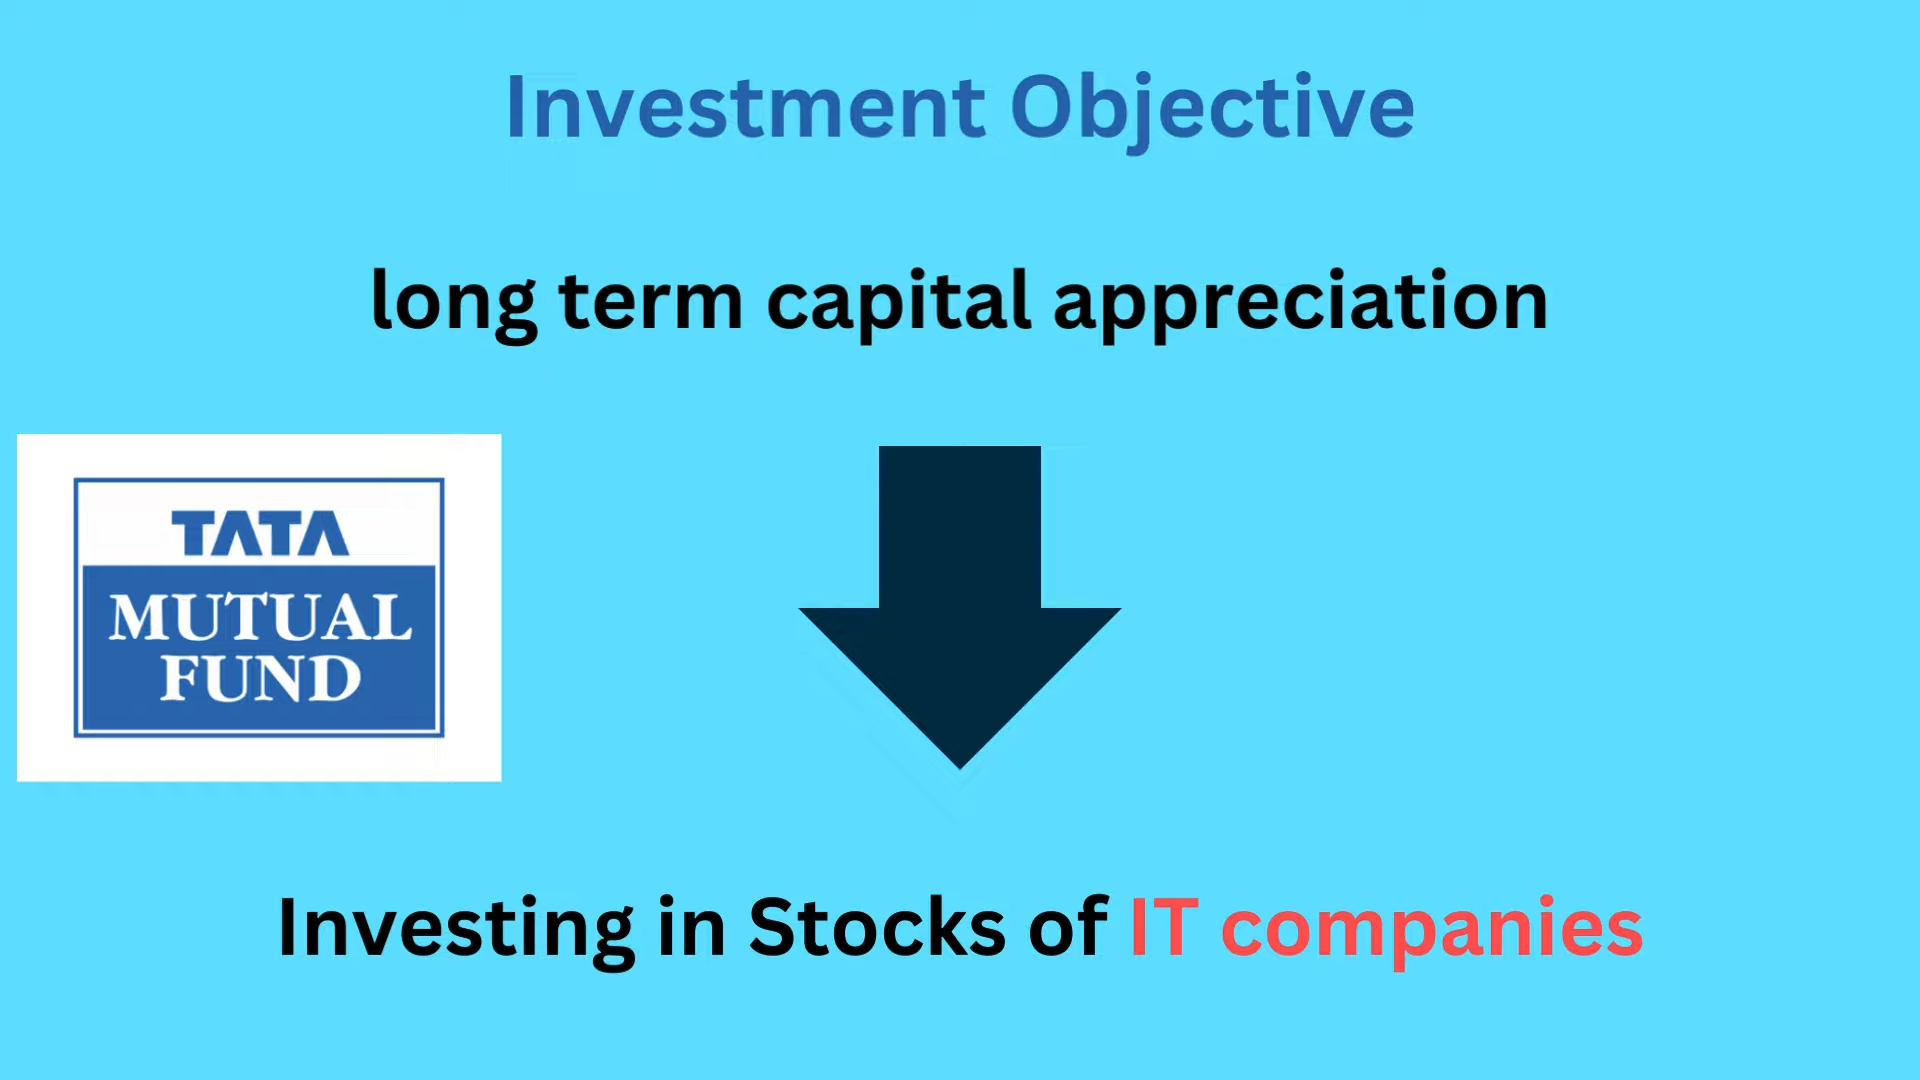 Investment Objective
long term capital appreciation
TATA
MUTUAL
FUND
Investing in Stocks of IT companies